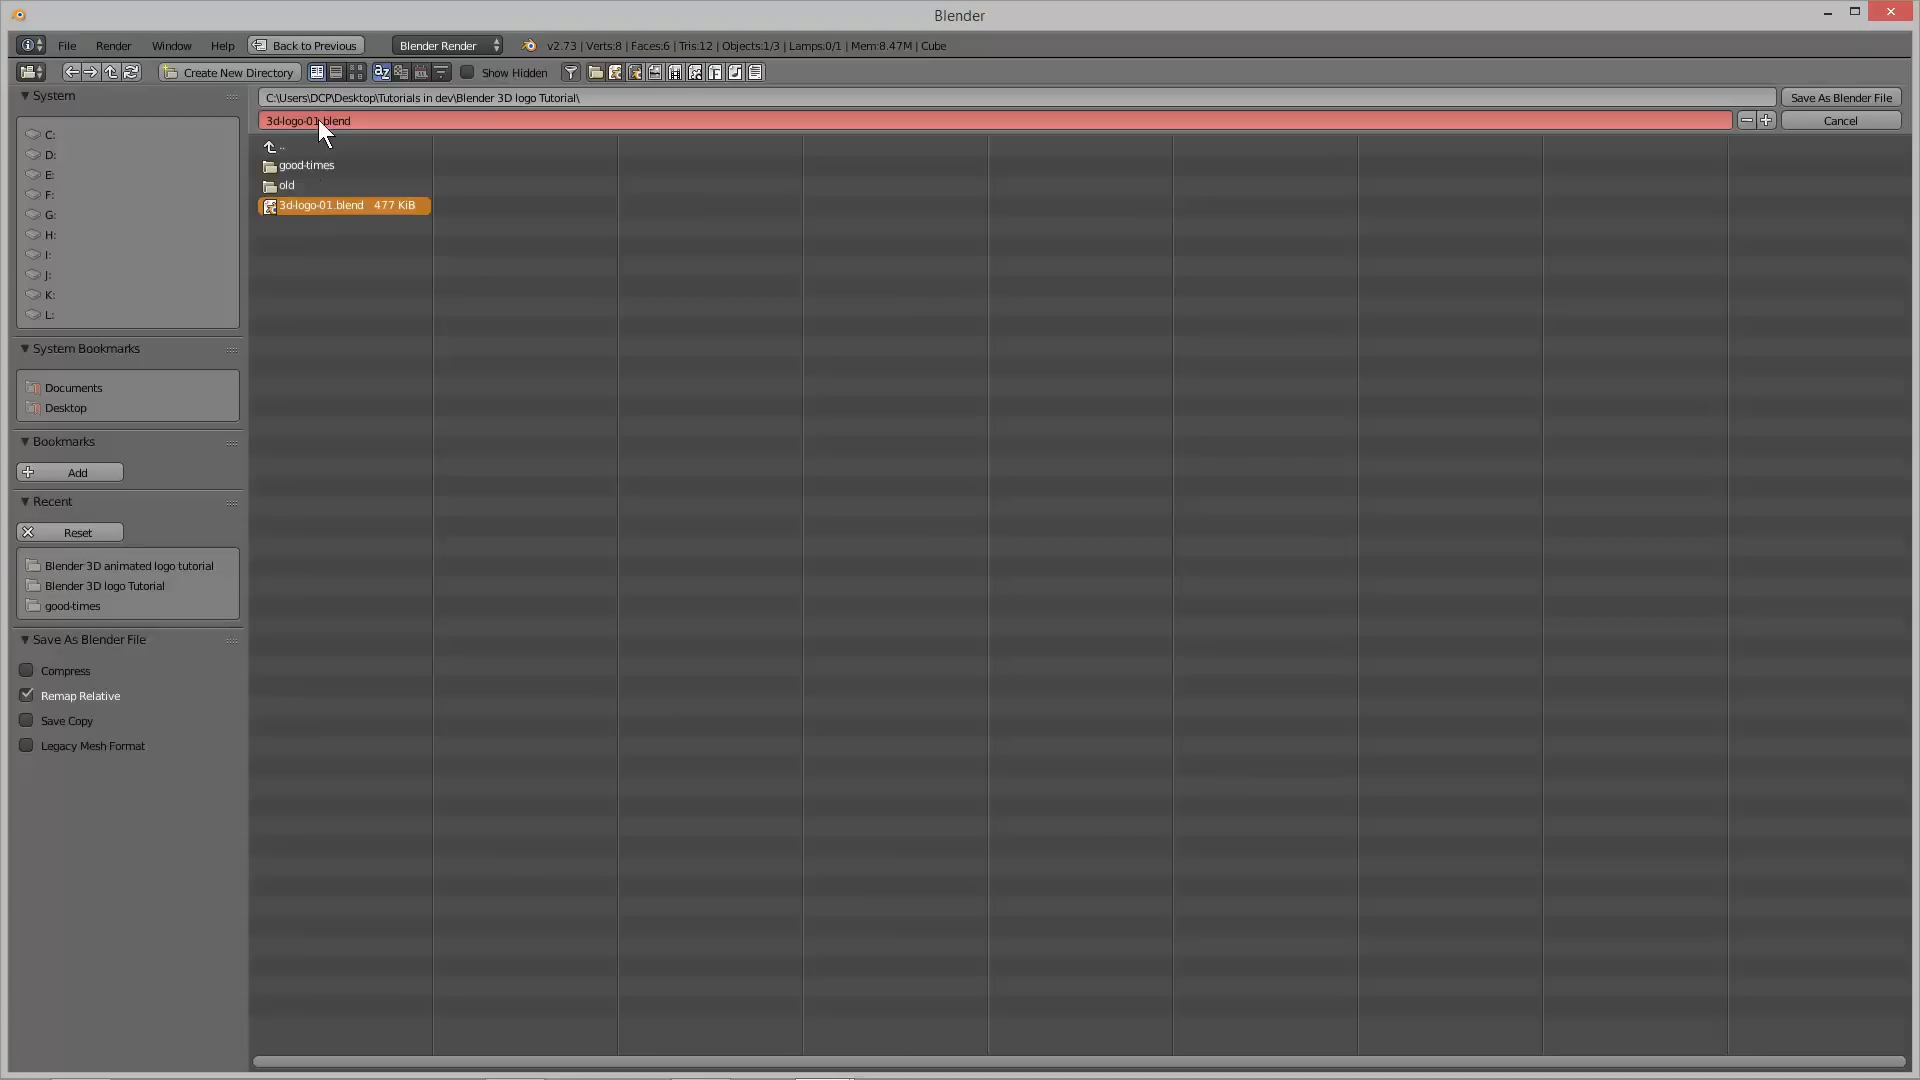 Blender
File Render Window Help Back to Previous Blender Render v2.73 | Verts:8 | Faces:6 | Tris:12 | Objects:1/3 | Lamps:0/1 | Mem:8.47M | Cube
Create New Directory Show Hidden
System
C:
D:
E:
F:
G:
H:
I:
J:
K:
L:
System Bookmarks
Documents
Desktop
Bookmarks
Add
Recent
Reset
Blender 3D animated logo tutorial
Blender 3D logo Tutorial
good-times
Save As Blender File
Compress
Remap Relative
Save Copy
Legacy Mesh Format
C:\Users\DCP\Desktop\Tutorials in dev\Blender 3D logo Tutorial\ Save As Blender File
3d-logo-01.blend Cancel
..
good-times
old
3d-logo-01.blend 477 KiB